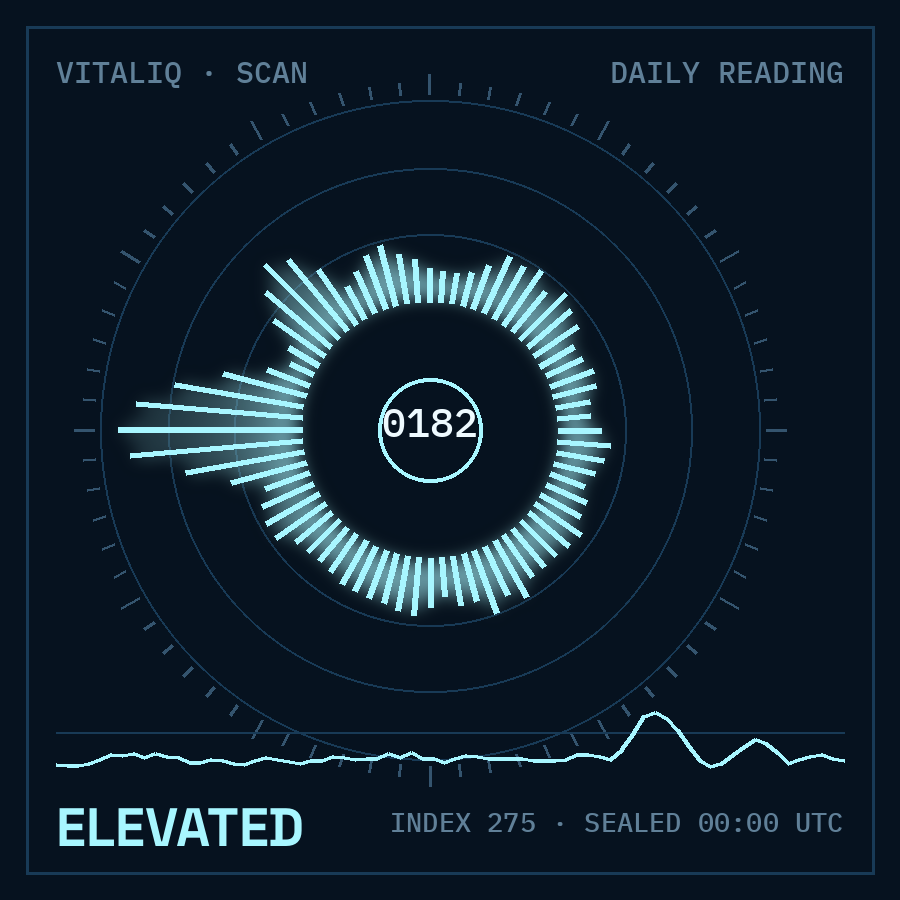 VITALIQ · SCAN
DAILY READING
0182
ELEVATED
INDEX 275 · SEALED 00:00 UTC